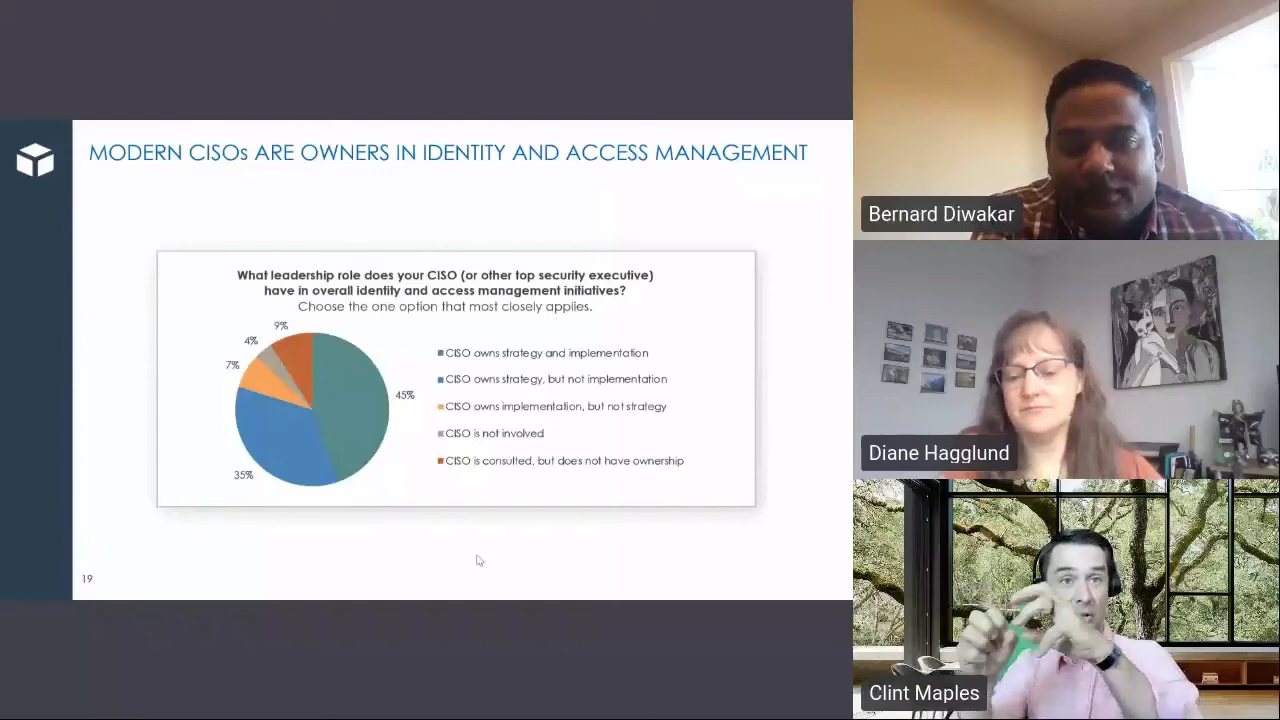 MODERN CISOs ARE OWNERS IN IDENTITY AND ACCESS MANAGEMENT
What leadership role does your CISO (or other top security executive)
have in overall identity and access management initiatives?
Choose the one option that most closely applies.
9%
4%
7%
45%
35%
CISO owns strategy and implementation
CISO owns strategy, but not implementation
CISO owns implementation, but not strategy
CISO is not involved
CISO is consulted, but does not have ownership
19
Bernard Diwakar
Diane Hagglund
Clint Maples